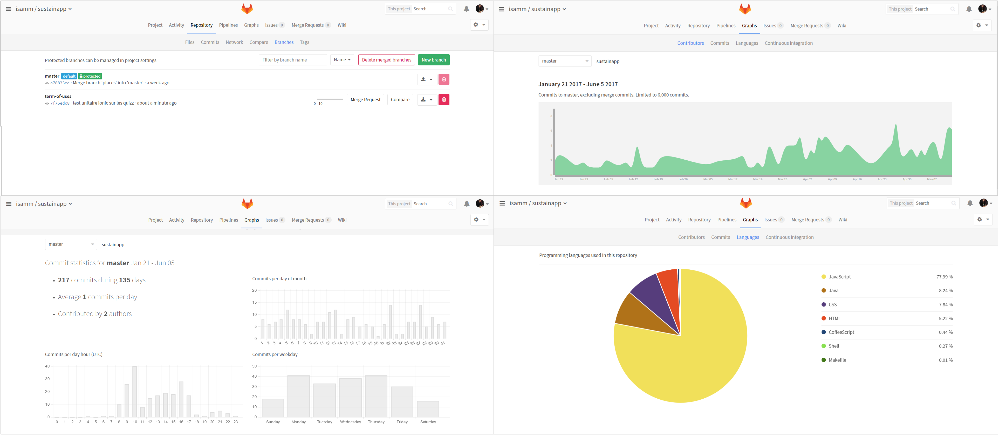 isamm / sustainapp
This project Search
Project Activity Repository Pipelines Graphs Issues 0 Merge Requests 0 Wiki
Files Commits Network Compare Branches Tags
Protected branches can be managed in project settings
Filter by branch name Name Delete merged branches New branch
master default protected
a78833ee · Merge branch 'places' into 'master' · a week ago
term-of-uses
7f76edc8 · test unitaire ionic sur les quizz · about a minute ago
0 10 Merge Request Compare
isamm / sustainapp
This project Search
Project Activity Repository Pipelines Graphs Issues 0 Merge Requests 0 Wiki
Contributors Commits Languages Continuous Integration
master sustainapp
January 21 2017 - June 5 2017
Commits to master, excluding merge commits. Limited to 6,000 commits.
8
6
4
2
0
Jan 22 Jan 29 Feb 05 Feb 12 Feb 19 Feb 26 Mar 05 Mar 12 Mar 19 Mar 26 Apr 02 Apr 09 Apr 16 Apr 23 Apr 30 May 07
isamm / sustainapp
This project Search
Project Activity Repository Pipelines Graphs Issues 0 Merge Requests 0 Wiki
master sustainapp
Commit statistics for master Jan 21 - Jun 05
• 217 commits during 135 days
• Average 1 commits per day
• Contributed by 2 authors
Commits per day of month
20
15
10
5
0
1 2 3 4 5 6 7 8 9 10 11 12 13 14 15 16 17 18 19 20 21 22 23 24 25 26 27 28 29 30 31
Commits per day hour (UTC)
40
30
20
10
0
0 1 2 3 4 5 6 7 8 9 10 11 12 13 14 15 16 17 18 19 20 21 22 23
Commits per weekday
50
40
30
20
10
0
Sunday Monday Tuesday Wednesday Thursday Friday Saturday
isamm / sustainapp
This project Search
Project Activity Repository Pipelines Graphs Issues 0 Merge Requests 0 Wiki
Contributors Commits Languages Continuous Integration
Programming languages used in this repository
JavaScript 77.99 %
Java 8.24 %
CSS 7.84 %
HTML 5.22 %
CoffeeScript 0.44 %
Shell 0.27 %
Makefile 0.01 %